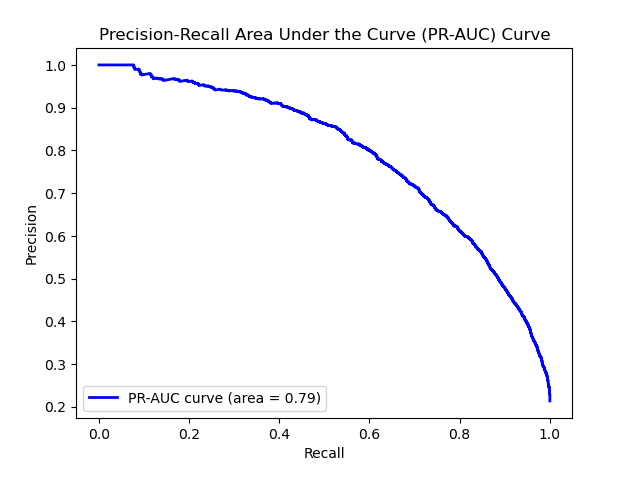 Precision-Recall Area Under the Curve (PR-AUC) Curve
1.0
0.9
0.8
0.7
0.6
0.5
0.4
0.3
0.2
Precision
PR-AUC curve (area = 0.79)
0.0 0.2 0.4 0.6 0.8 1.0
Recall